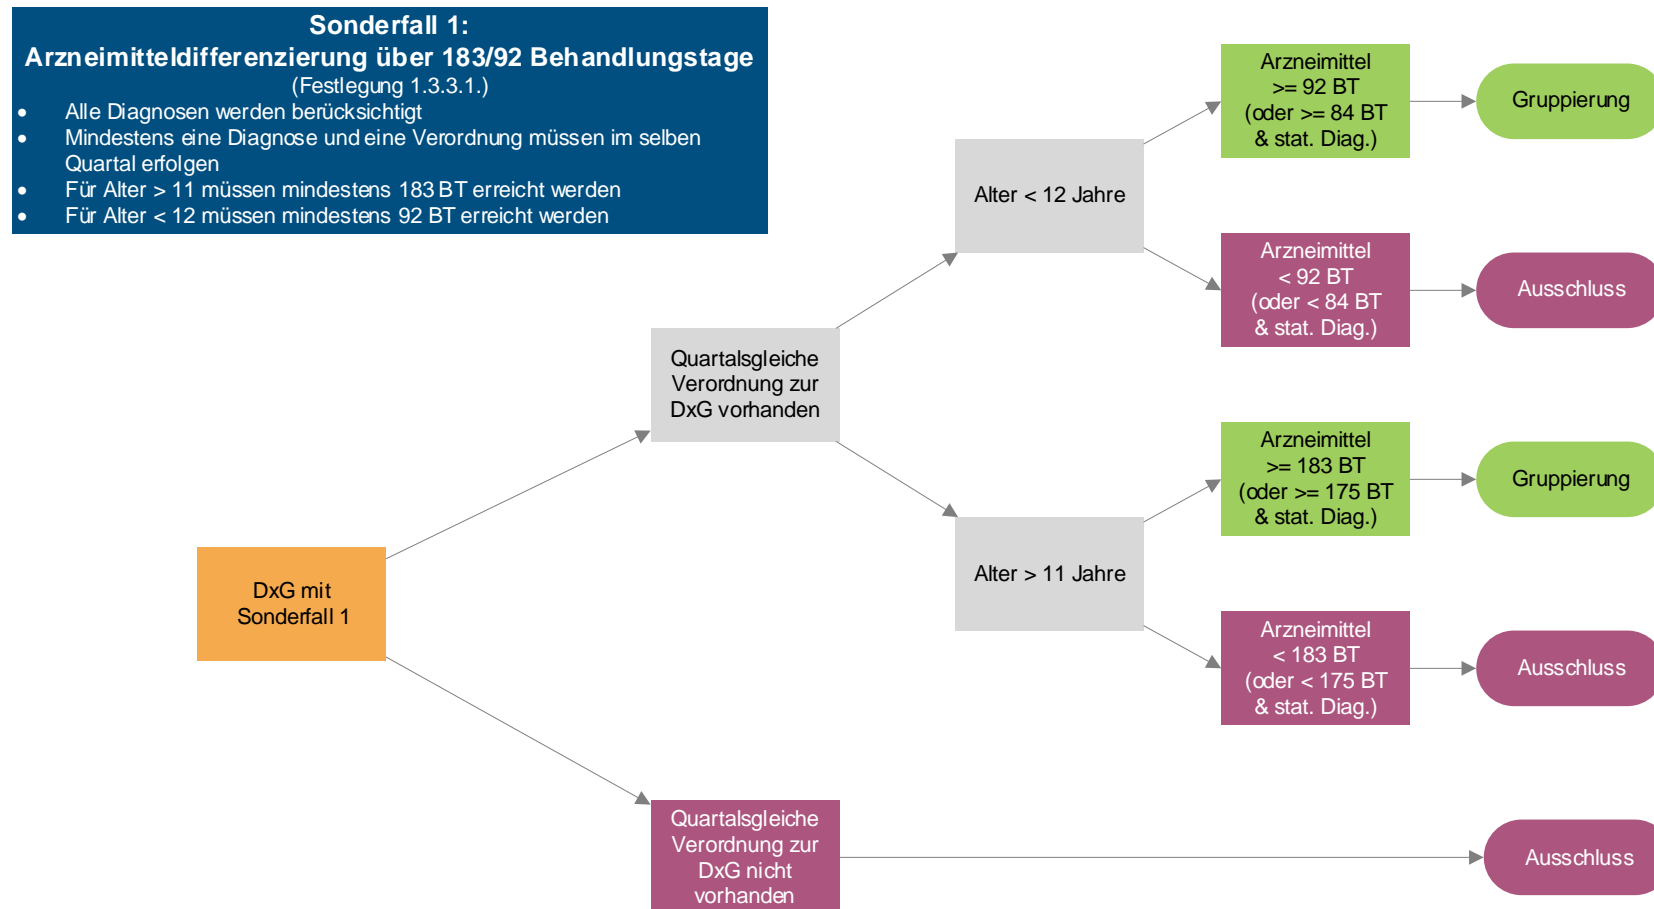 Sonderfall 1:
Arzneimitteldifferenzierung über 183/92 Behandlungstage
(Festlegung 1.3.3.1.)
• Alle Diagnosen werden berücksichtigt
• Mindestens eine Diagnose und eine Verordnung müssen im selben
Quartal erfolgen
• Für Alter > 11 müssen mindestens 183 BT erreicht werden
• Für Alter < 12 müssen mindestens 92 BT erreicht werden
DxG mit
Sonderfall 1
Quartalsgleiche
Verordnung zur
DxG vorhanden
Alter < 12 Jahre
Arzneimittel
>= 92 BT
(oder >= 84 BT
& stat. Diag.)
Gruppierung
Arzneimittel
< 92 BT
(oder < 84 BT
& stat. Diag.)
Ausschluss
Alter > 11 Jahre
Arzneimittel
>= 183 BT
(oder >= 175 BT
& stat. Diag.)
Gruppierung
Arzneimittel
< 183 BT
(oder < 175 BT
& stat. Diag.)
Ausschluss
Quartalsgleiche
Verordnung zur
DxG nicht
vorhanden
Ausschluss